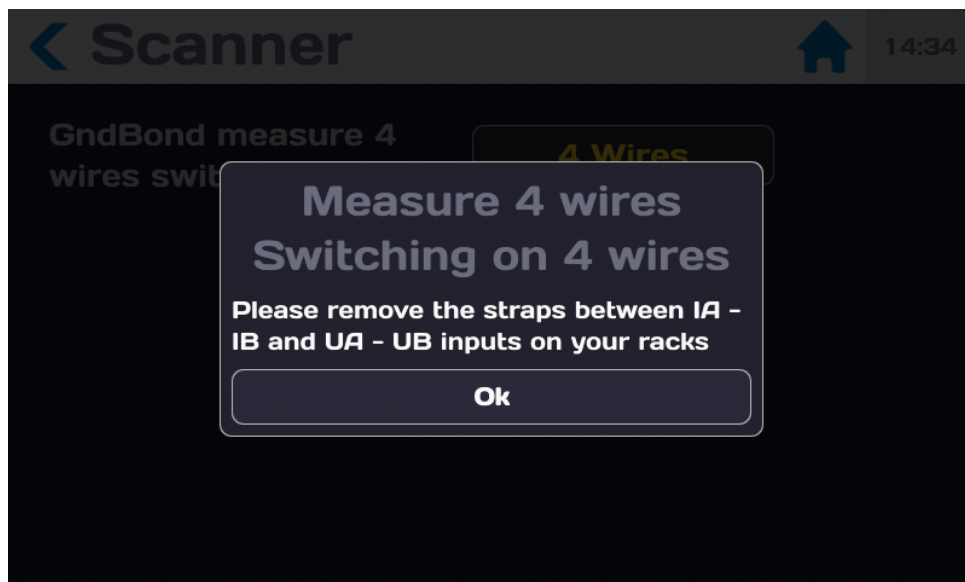 Scanner
14:34
GndBond measure 4
4 Wires
wires swit
Measure 4 wires
Switching on 4 wires
Please remove the straps between IA -
IB and UA - UB inputs on your racks
Ok